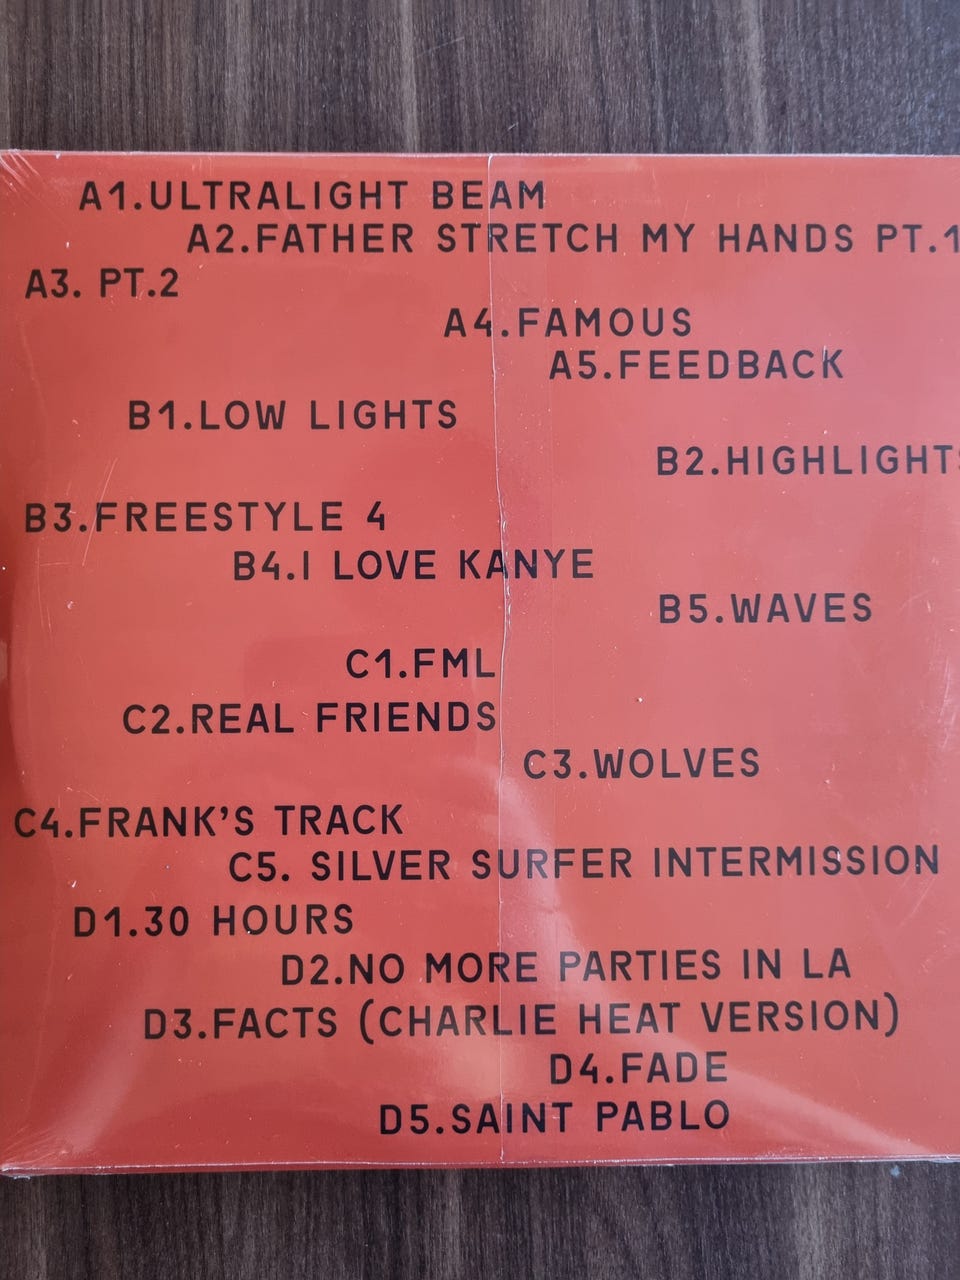 A1.ULTRALIGHT BEAM
A2.FATHER STRETCH MY HANDS PT.1
A3. PT.2
A4.FAMOUS
A5.FEEDBACK
B1.LOW LIGHTS
B2.HIGHLIGHTS
B3.FREESTYLE 4
B4.I LOVE KANYE
B5.WAVES
C1.FML
C2.REAL FRIENDS
C3.WOLVES
C4.FRANK'S TRACK
C5. SILVER SURFER INTERMISSION
D1.30 HOURS
D2.NO MORE PARTIES IN LA
D3.FACTS (CHARLIE HEAT VERSION)
D4.FADE
D5.SAINT PABLO